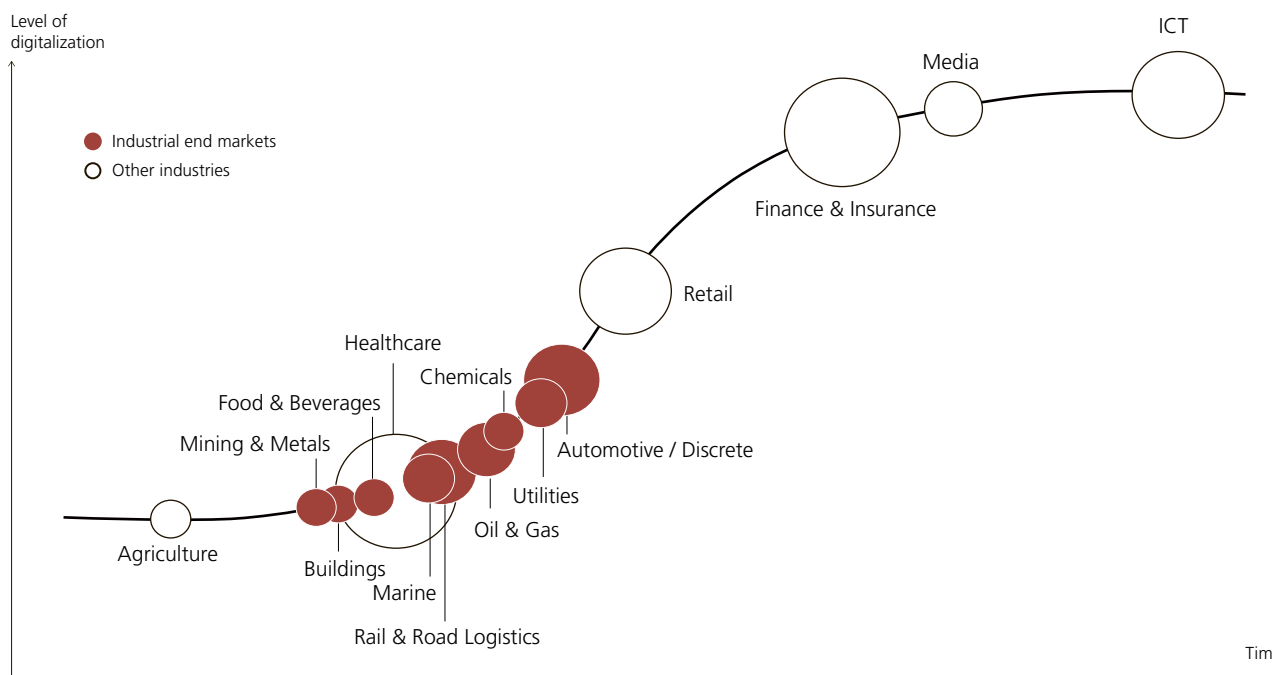 Level of
digitalization
ICT
Media
Industrial end markets
Other industries
Finance & Insurance
Retail
Healthcare
Chemicals
Food & Beverages
Mining & Metals
Automotive / Discrete
Utilities
Oil & Gas
Agriculture
Buildings
Marine
Rail & Road Logistics
Tim